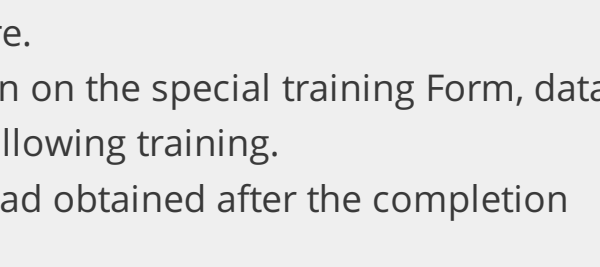 re.
n on the special training Form, data
llowing training.
ad obtained after the completion